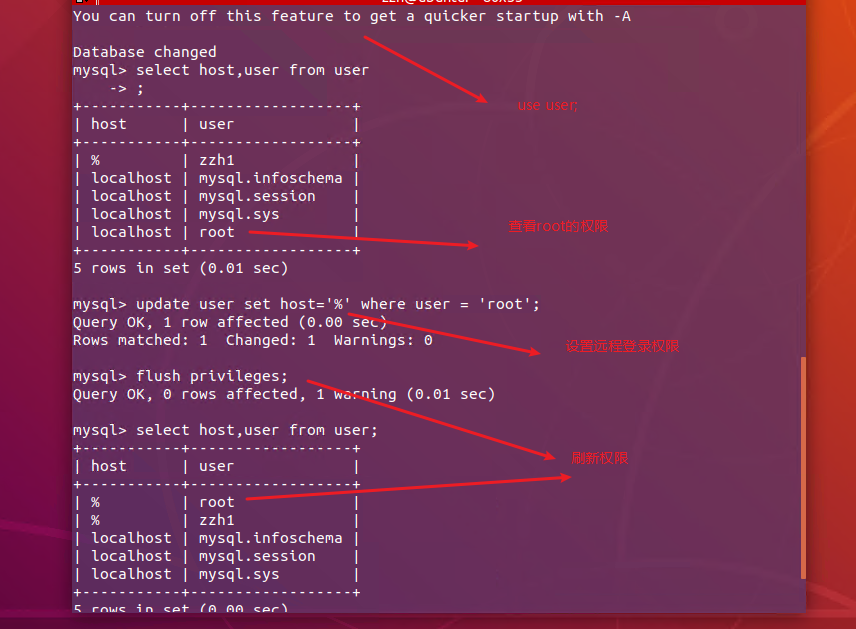 zzh@ubuntu: ~ 80x33
You can turn off this feature to get a quicker startup with -A
Database changed
mysql> select host,user from user
    -> ;
use user;
+-----------+------------------+
| host      | user             |
+-----------+------------------+
| %         | zzh1             |
| localhost | mysql.infoschema |
| localhost | mysql.session    |
| localhost | mysql.sys        |
| localhost | root             |
查看root的权限
+-----------+------------------+
5 rows in set (0.01 sec)
mysql> update user set host='%' where user = 'root';
Query OK, 1 row affected (0.00 sec)
Rows matched: 1  Changed: 1  Warnings: 0
设置远程登录权限
mysql> flush privileges;
Query OK, 0 rows affected, 1 warning (0.01 sec)
mysql> select host,user from user;
+-----------+------------------+
| host      | user             |
刷新权限
+-----------+------------------+
| %         | root             |
| %         | zzh1             |
| localhost | mysql.infoschema |
| localhost | mysql.session    |
| localhost | mysql.sys        |
+-----------+------------------+
5 rows in set (0.00 sec)